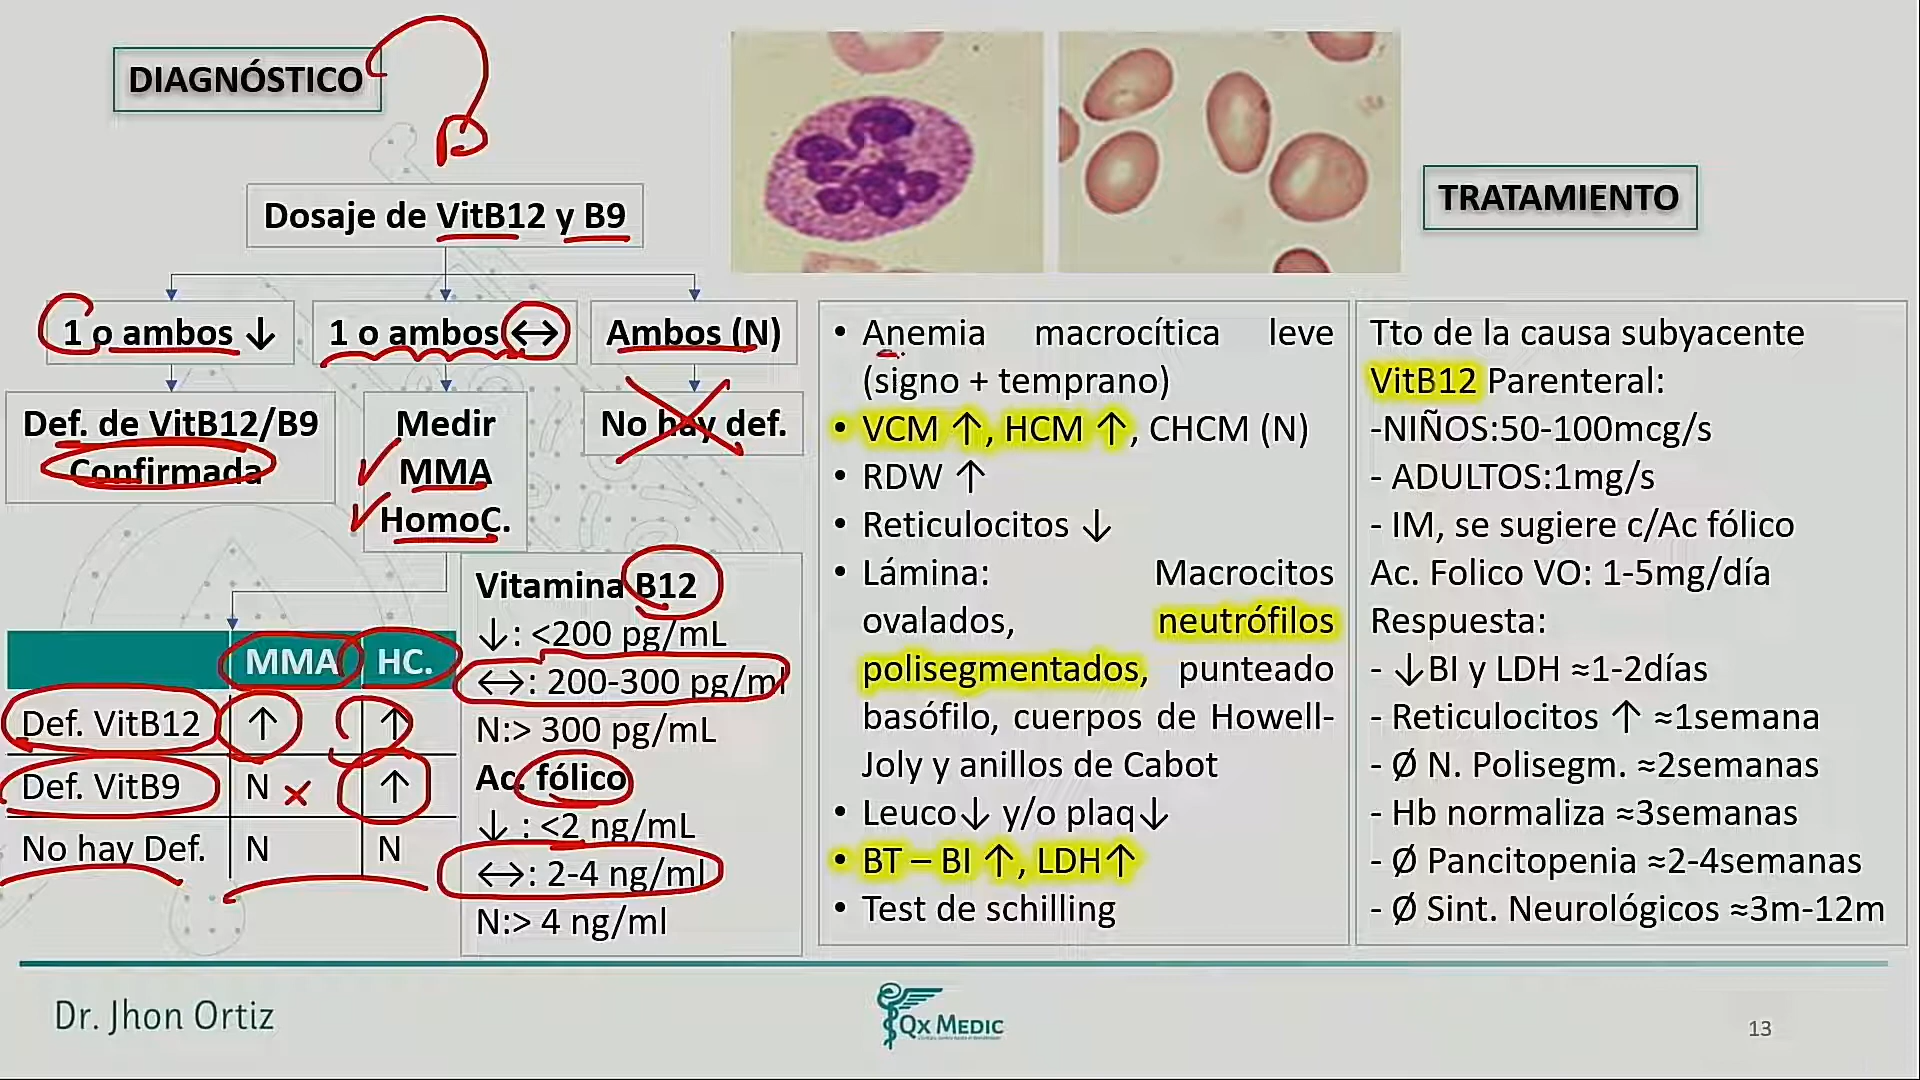 DIAGNÓSTICO
Dosaje de VitB12 y B9
1 o ambos ↓
1 o ambos ↔
Ambos (N)
Def. de VitB12/B9
Confirmada
Medir
MMA
HomoC.
No hay def.
MMA HC.
Def. VitB12 ↑ ↑
Def. VitB9 N ↑
No hay Def. N N
Vitamina B12
↓: <200 pg/mL
↔: 200-300 pg/ml
N:> 300 pg/mL
Ac. fólico
↓ : <2 ng/mL
↔: 2-4 ng/ml
N:> 4 ng/ml
• Anemia macrocítica leve
(signo + temprano)
• VCM ↑, HCM ↑, CHCM (N)
• RDW ↑
• Reticulocitos ↓
• Lámina: Macrocitos
ovalados, neutrófilos
polisegmentados, punteado
basófilo, cuerpos de Howell-
Joly y anillos de Cabot
• Leuco↓ y/o plaq↓
• BT – BI ↑, LDH↑
• Test de schilling
TRATAMIENTO
Tto de la causa subyacente
VitB12 Parenteral:
-NIÑOS:50-100mcg/s
- ADULTOS:1mg/s
- IM, se sugiere c/Ac fólico
Ac. Folico VO: 1-5mg/día
Respuesta:
- ↓BI y LDH ≈1-2días
- Reticulocitos ↑ ≈1semana
- Ø N. Polisegm. ≈2semanas
- Hb normaliza ≈3semanas
- Ø Pancitopenia ≈2-4semanas
- Ø Sint. Neurológicos ≈3m-12m
Dr. Jhon Ortiz
QX MEDIC
13